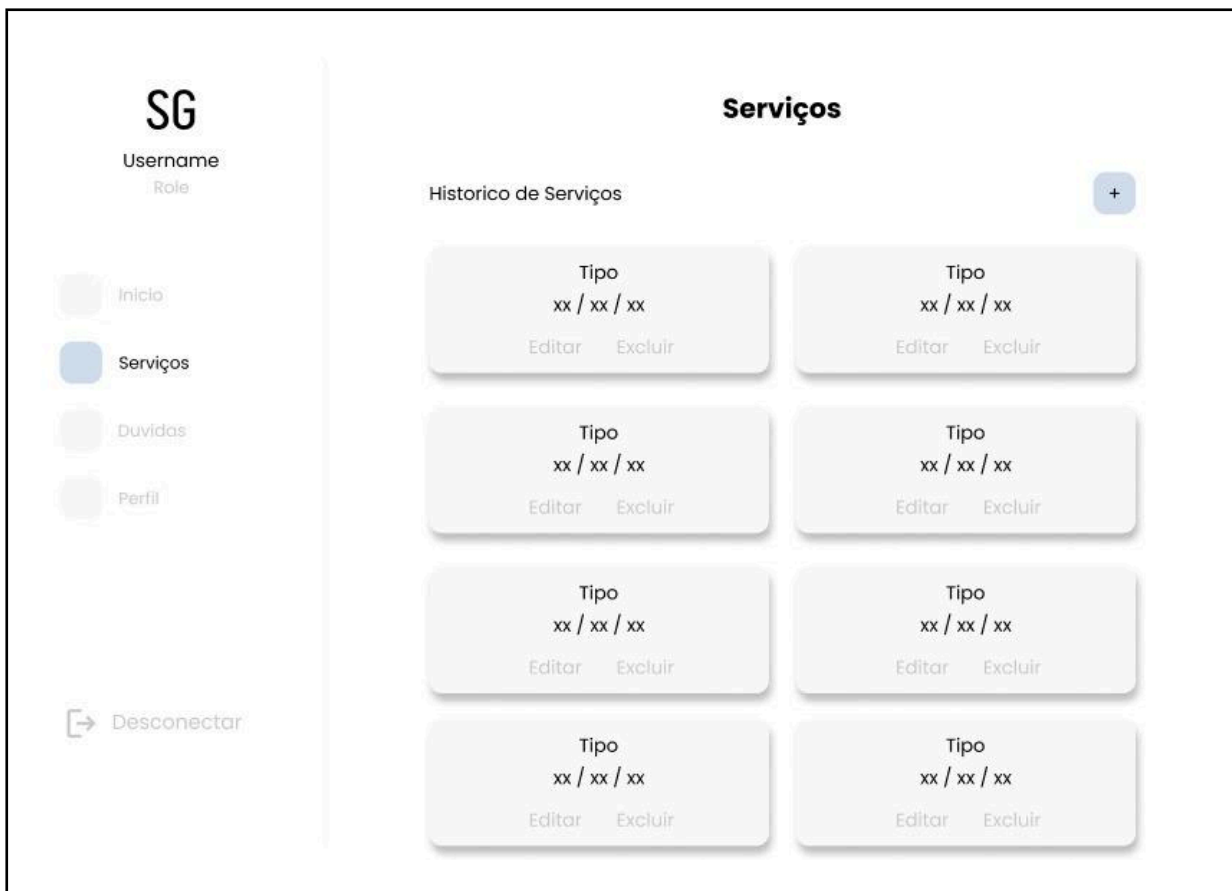 SG
Username
Role
Inicio
Serviços
Duvidas
Perfil
Desconectar
Serviços
Historico de Serviços
+
Tipo
xx / xx / xx
Editar Excluir
Tipo
xx / xx / xx
Editar Excluir
Tipo
xx / xx / xx
Editar Excluir
Tipo
xx / xx / xx
Editar Excluir
Tipo
xx / xx / xx
Editar Excluir
Tipo
xx / xx / xx
Editar Excluir
Tipo
xx / xx / xx
Editar Excluir
Tipo
xx / xx / xx
Editar Excluir